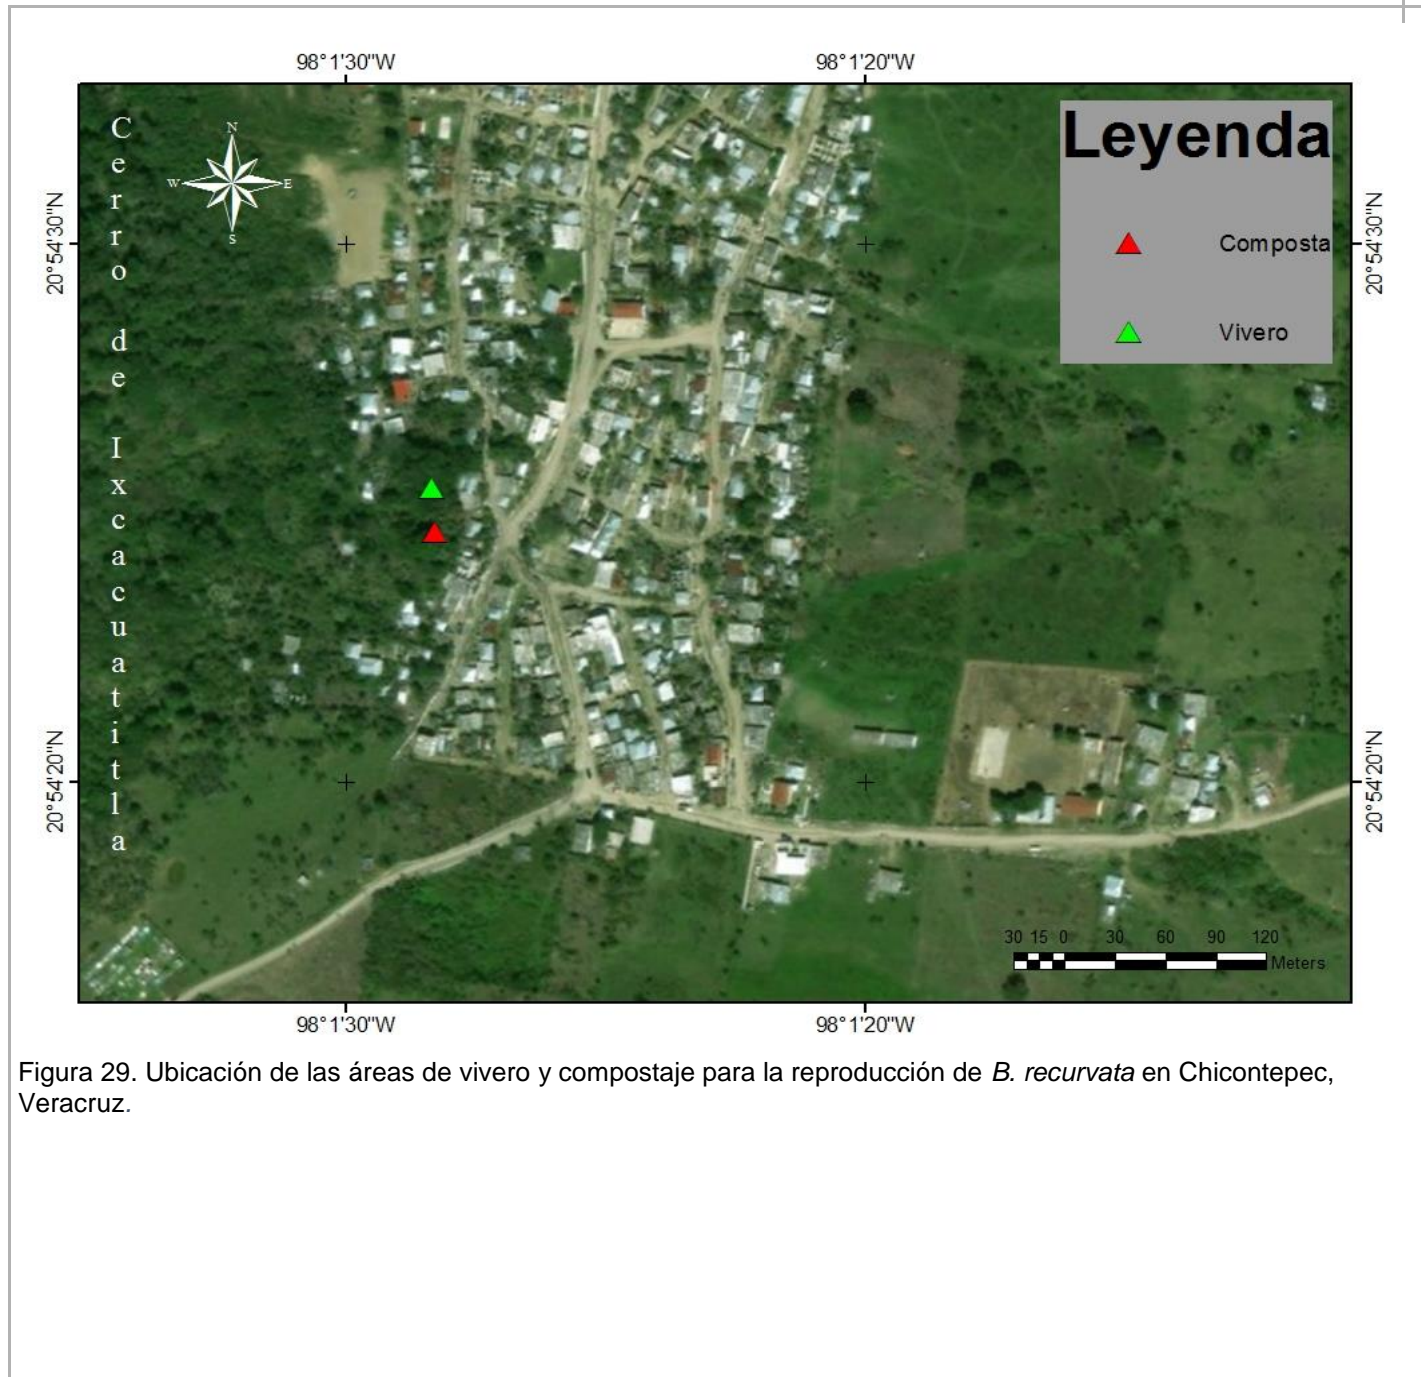 98°1'30"W 98°1'20"W
20°54'30"N 20°54'30"N
20°54'20"N 20°54'20"N
Cerro de Ixcacuatitla
N
W E
S
Leyenda
Composta
Vivero
30 15 0 30 60 90 120
Meters
98°1'30"W 98°1'20"W
Figura 29. Ubicación de las áreas de vivero y compostaje para la reproducción de B. recurvata en Chicontepec,
Veracruz.